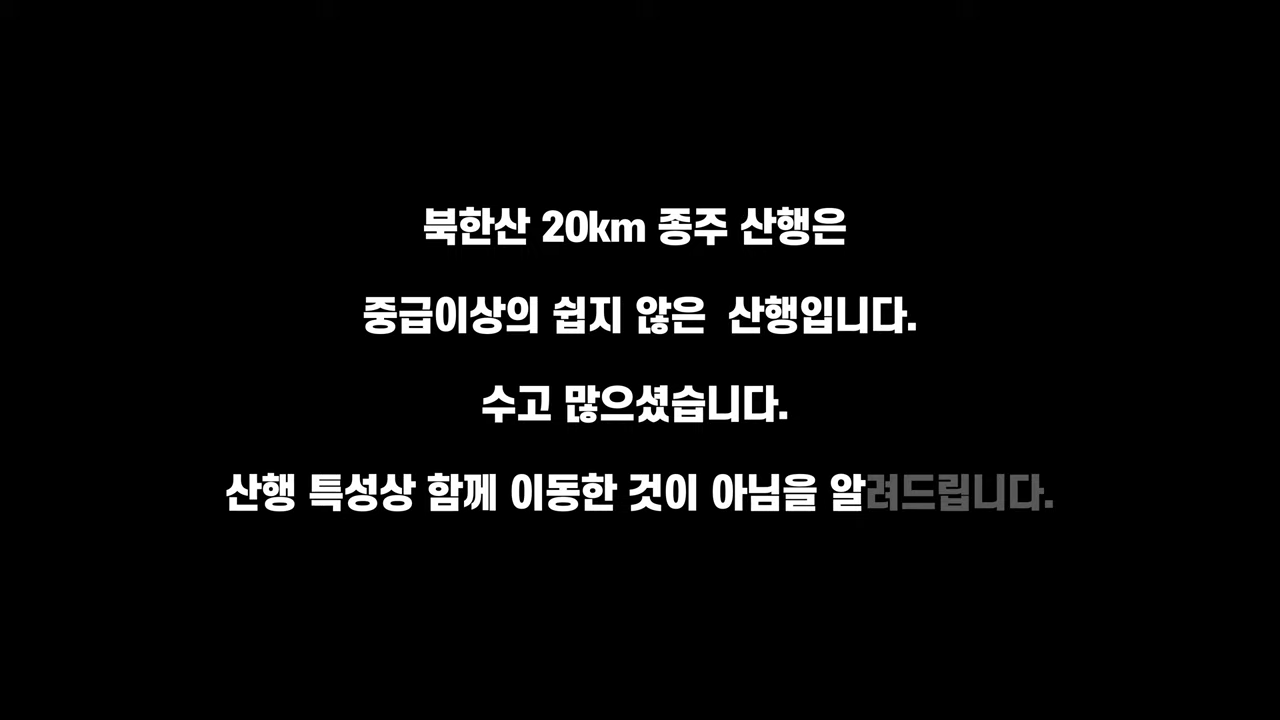 북한산 20km 종주 산행은
중급이상의 쉽지 않은  산행입니다.
수고 많으셨습니다.
산행 특성상 함께 이동한 것이 아님을 알려드립니다.